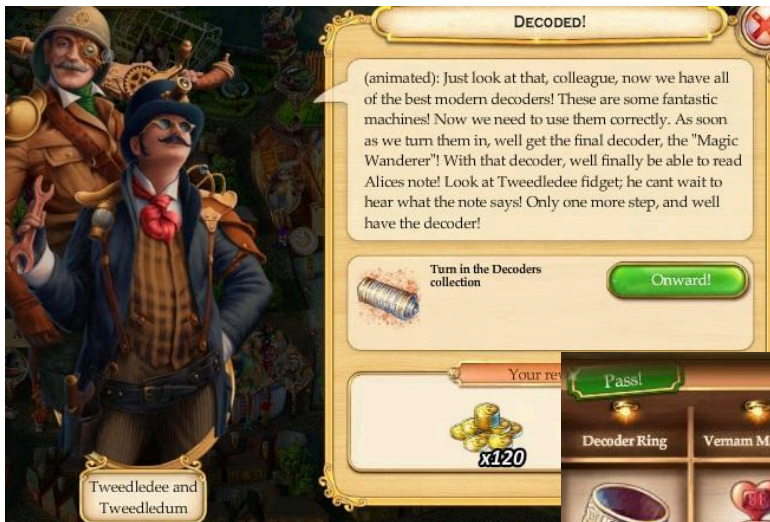 DECODED!
(animated): Just look at that, colleague, now we have all
of the best modern decoders! These are some fantastic
machines! Now we need to use them correctly. As soon
as we turn them in, well get the final decoder, the "Magic
Wanderer"! With that decoder, well finally be able to read
Alices note! Look at Tweedledee fidget; he cant wait to
hear what the note says! Only one more step, and well
have the decoder!
Turn in the Decoders
collection
Onward!
Your
x120
Pass!
Decoder Ring
Vernam
Tweedledee and
Tweedledum